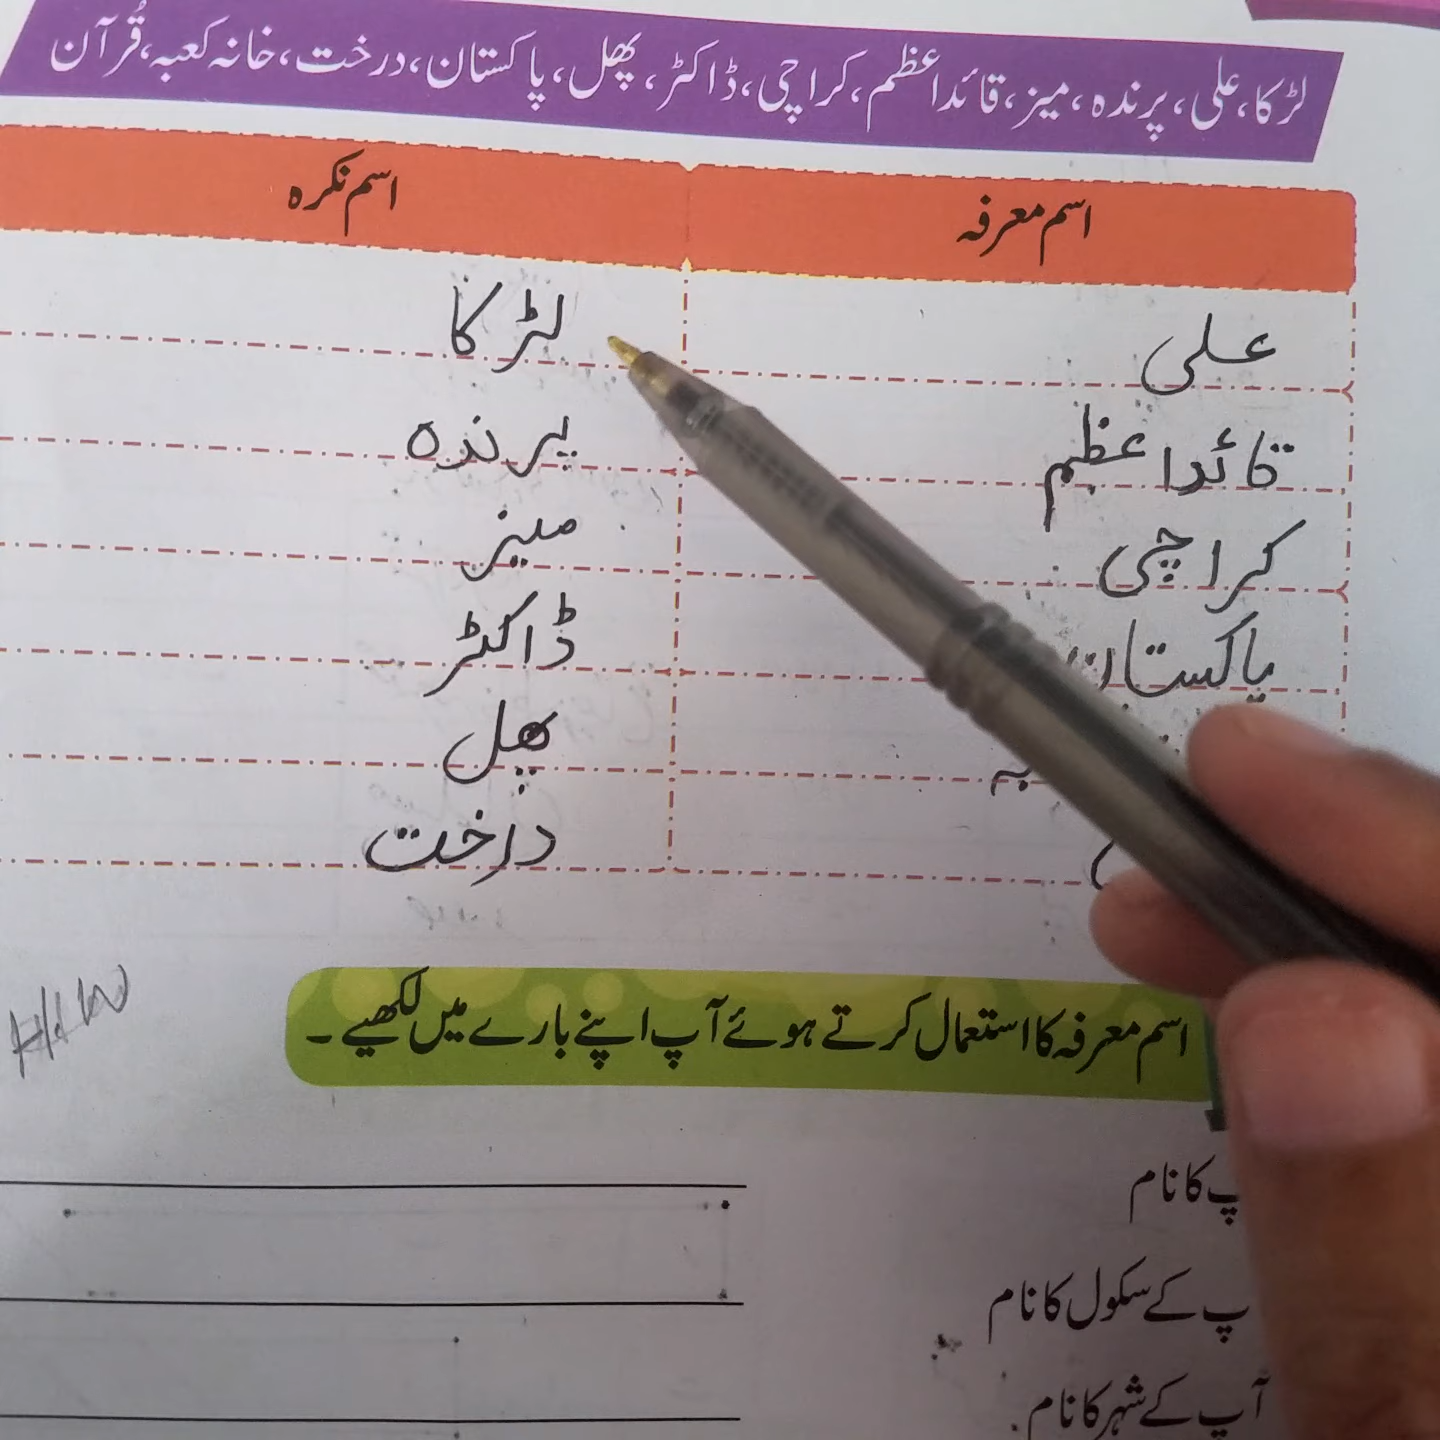 لڑکا، علی، پرندہ، میز، قائداعظم، کراچی، ڈاکٹر، پھل، پاکستان، درخت، خانہ کعبہ، قُرآن
اسم معرفہ اسم نکرہ
علی لڑکا
قائداعظم پرندہ
کراچی میز
پاکستان ڈاکٹر
پھل
درخت
اسم معرفہ کا استعمال کرتے ہوئے آپ اپنے بارے میں لکھیے ۔
H/W
پ کا نام
پ کے سکول کا نام
آپ کے شہر کا نام